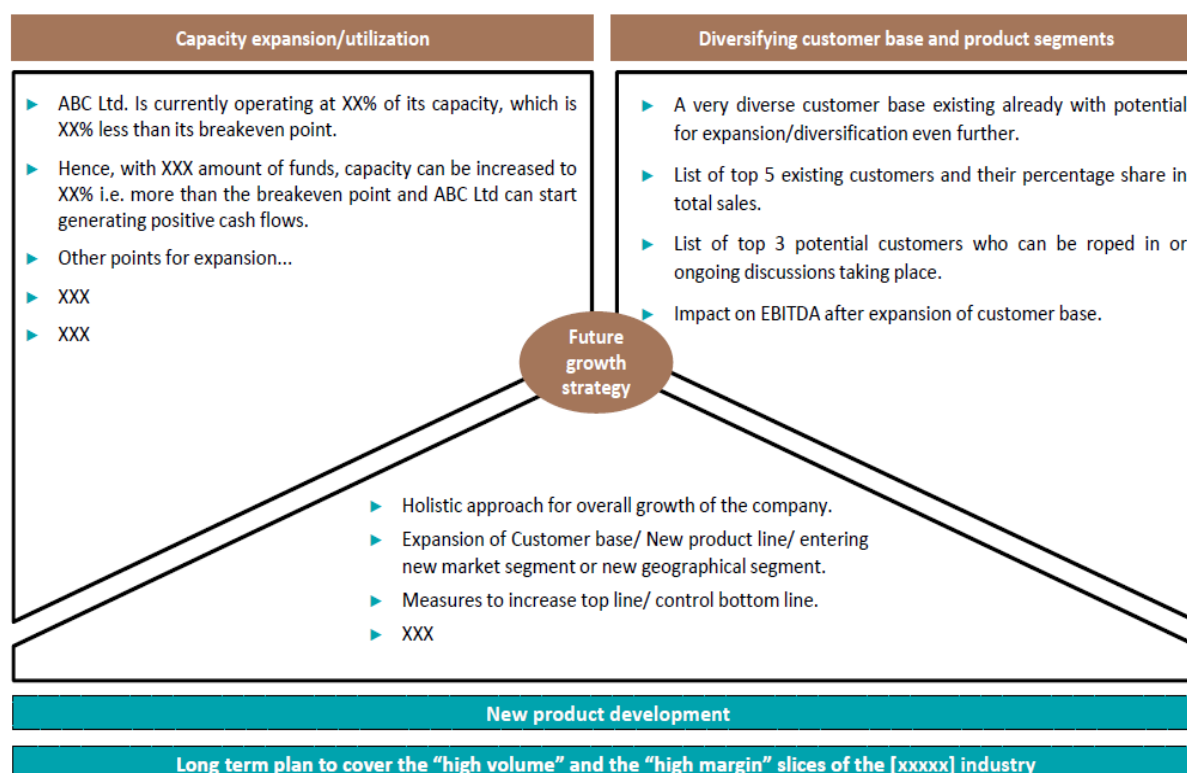 Capacity expansion/utilization
ABC Ltd. Is currently operating at XX% of its capacity, which is
XX% less than its breakeven point.
Hence, with XXX amount of funds, capacity can be increased to
XX% i.e. more than the breakeven point and ABC Ltd can start
generating positive cash flows.
Other points for expansion...
XXX
XXX
Diversifying customer base and product segments
A very diverse customer base existing already with potential
for expansion/diversification even further.
List of top 5 existing customers and their percentage share in
total sales.
List of top 3 potential customers who can be roped in or
ongoing discussions taking place.
Impact on EBITDA after expansion of customer base.
Future
growth
strategy
Holistic approach for overall growth of the company.
Expansion of Customer base/ New product line/ entering
new market segment or new geographical segment.
Measures to increase top line/ control bottom line.
XXX
New product development
Long term plan to cover the “high volume” and the “high margin” slices of the [xxxxx] industry